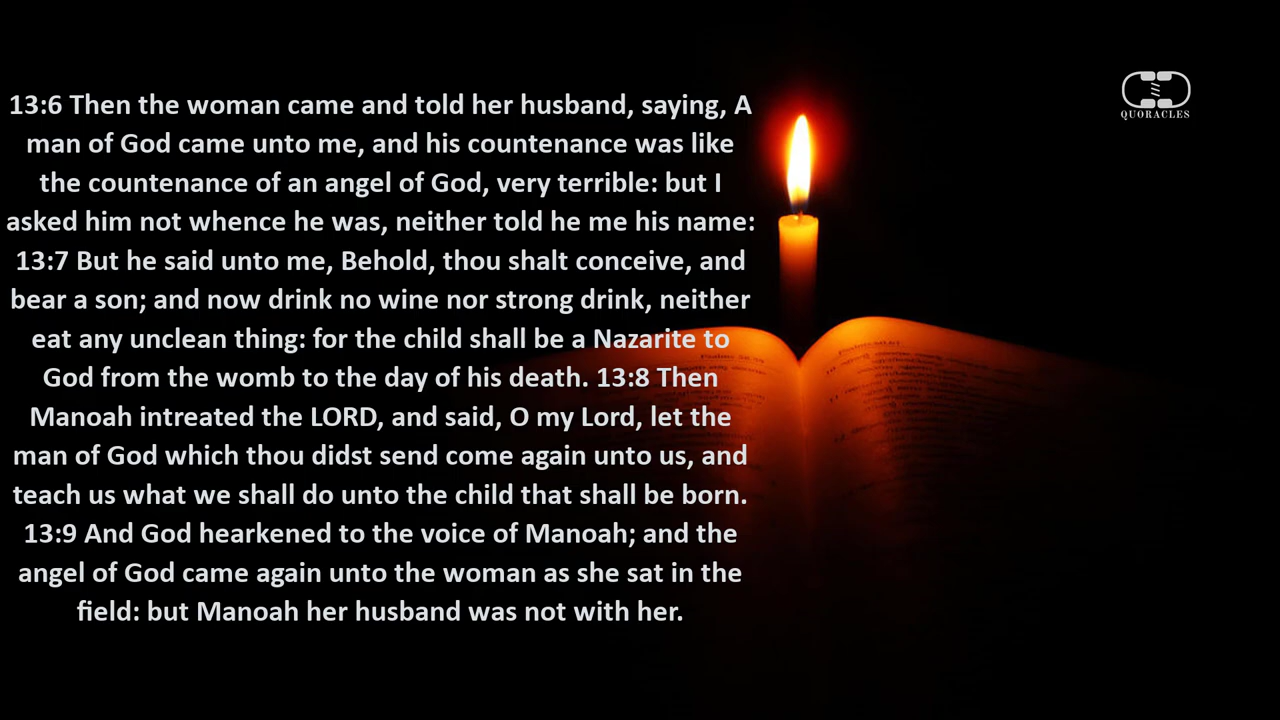 QUORACLES
13:6 Then the woman came and told her husband, saying, A
man of God came unto me, and his countenance was like
the countenance of an angel of God, very terrible: but I
asked him not whence he was, neither told he me his name:
13:7 But he said unto me, Behold, thou shalt conceive, and
bear a son; and now drink no wine nor strong drink, neither
eat any unclean thing: for the child shall be a Nazarite to
God from the womb to the day of his death. 13:8 Then
Manoah intreated the LORD, and said, O my Lord, let the
man of God which thou didst send come again unto us, and
teach us what we shall do unto the child that shall be born.
13:9 And God hearkened to the voice of Manoah; and the
angel of God came again unto the woman as she sat in the
field: but Manoah her husband was not with her.